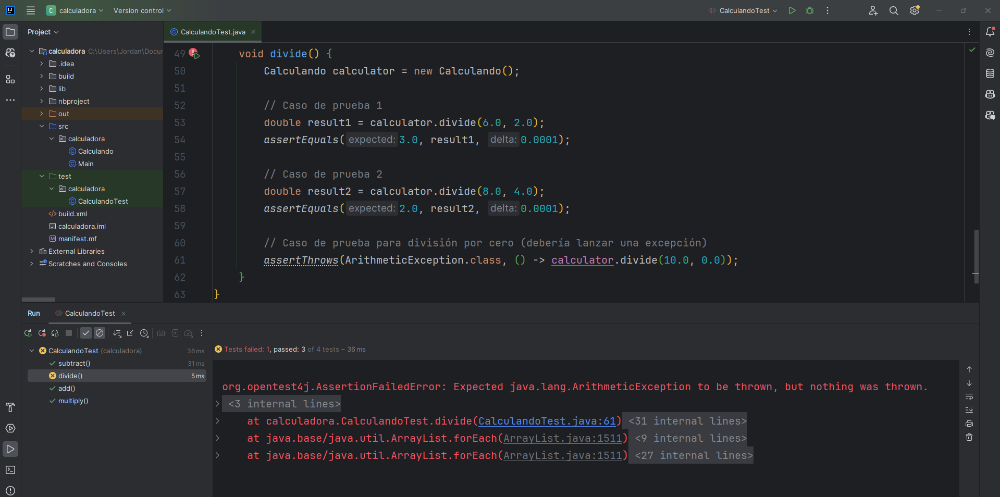 IJ
C calculadora
Version control
CalculandoTest
Project
CalculandoTest.java
calculadora C:\Users\Jordan\Docur
.idea
build
lib
nbproject
out
src
calculadora
C Calculando
C Main
test
calculadora
C CalculandoTest
build.xml
calculadora.iml
M manifest.mf
External Libraries
Scratches and Consoles
49 void divide() {
50 Calculando calculator = new Calculando();
51
52 // Caso de prueba 1
53 double result1 = calculator.divide(6.0, 2.0);
54 assertEquals( expected: 3.0, result1, delta: 0.0001);
55
56 // Caso de prueba 2
57 double result2 = calculator.divide(8.0, 4.0);
58 assertEquals( expected: 2.0, result2, delta: 0.0001);
59
60 // Caso de prueba para división por cero (debería lanzar una excepción)
61 assertThrows(ArithmeticException.class, () -> calculator.divide(10.0, 0.0));
62 }
63 }
Run CalculandoTest
CalculandoTest (calculadora) 36 ms
subtract() 31 ms
divide() 5 ms
add()
multiply()
Tests failed: 1, passed: 3 of 4 tests – 36 ms
org.opentest4j.AssertionFailedError: Expected java.lang.ArithmeticException to be thrown, but nothing was thrown.
<3 internal lines>
at calculadora.CalculandoTest.divide(CalculandoTest.java:61) <31 internal lines>
at java.base/java.util.ArrayList.forEach(ArrayList.java:1511) <9 internal lines>
at java.base/java.util.ArrayList.forEach(ArrayList.java:1511) <27 internal lines>